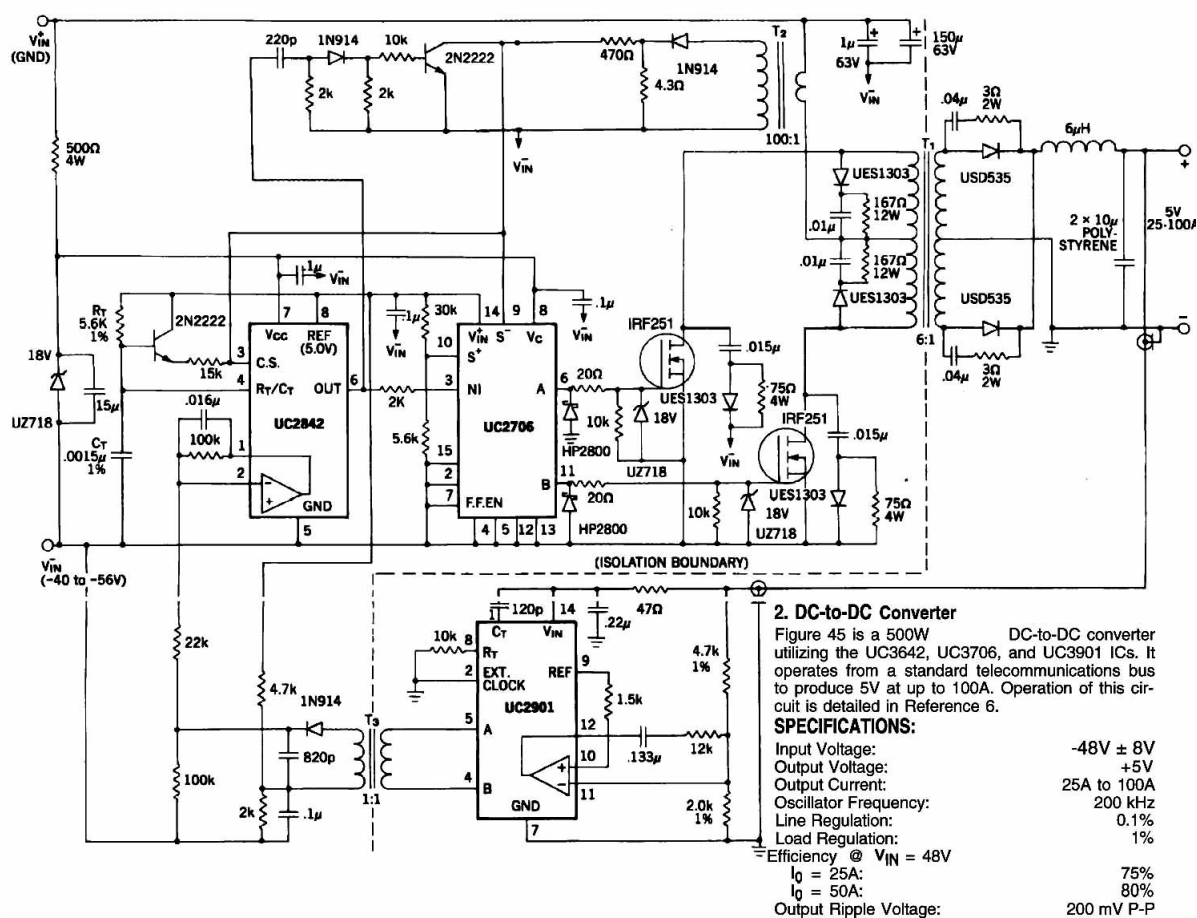 V+IN
(GND)
220p
1N914
10k
2N2222
470Ω
1N914
T2
1µ
63V
150µ
63V
V-IN
2k
2k
4.3Ω
V-IN
100:1
.04µ
3Ω
2W
6µH
T1
USD535
+
500Ω
4W
UES1303
167Ω
12W
.01µ
.01µ
167Ω
12W
UES1303
2 × 10µ
POLY-
STYRENE
5V
25-100A
.1µ
V-IN
RT
5.6K
1%
2N2222
7
8
VCC
REF
(5.0V)
.1µ
V-IN
30k
14
9
8
V+IN
S-
VC
.1µ
V-IN
IRF251
USD535
6:1
.04µ
3Ω
2W
18V
15k
3
C.S.
4
RT/CT
OUT
6
2K
10
S+
3
NI
A
6
20Ω
UES1303
.015µ
75Ω
4W
IRF251
UZ718
15µ
.016µ
100k
UC2842
UC2706
10k
18V
V-IN
.015µ
HP2800
UZ718
CT
.0015µ
1%
1
2
-
+
GND
5
5.6k
15
2
7
F.F.EN
B
11
20Ω
UES1303
18V
75Ω
4W
4
5
12
13
HP2800
10k
UZ718
V-IN
(-40 to -56V)
(ISOLATION BOUNDARY)
120p
14
47Ω
1
CT
VIN
.22µ
10k
8
RT
2
EXT.
CLOCK
REF
9
4.7k
1%
22k
4.7k
1N914
T3
UC2901
1.5k
5
A
12
.133µ
12k
820p
10
+
-
100k
4
B
11
1:1
2k
.1µ
GND
7
2.0k
1%
2. DC-to-DC Converter
Figure 45 is a 500W DC-to-DC converter
utilizing the UC3642, UC3706, and UC3901 ICs. It
operates from a standard telecommunications bus
to produce 5V at up to 100A. Operation of this cir-
cuit is detailed in Reference 6.
SPECIFICATIONS:
Input Voltage: -48V ± 8V
Output Voltage: +5V
Output Current: 25A to 100A
Oscillator Frequency: 200 kHz
Line Regulation: 0.1%
Load Regulation: 1%
Efficiency @ VIN = 48V
IO = 25A: 75%
IO = 50A: 80%
Output Ripple Voltage: 200 mV P-P